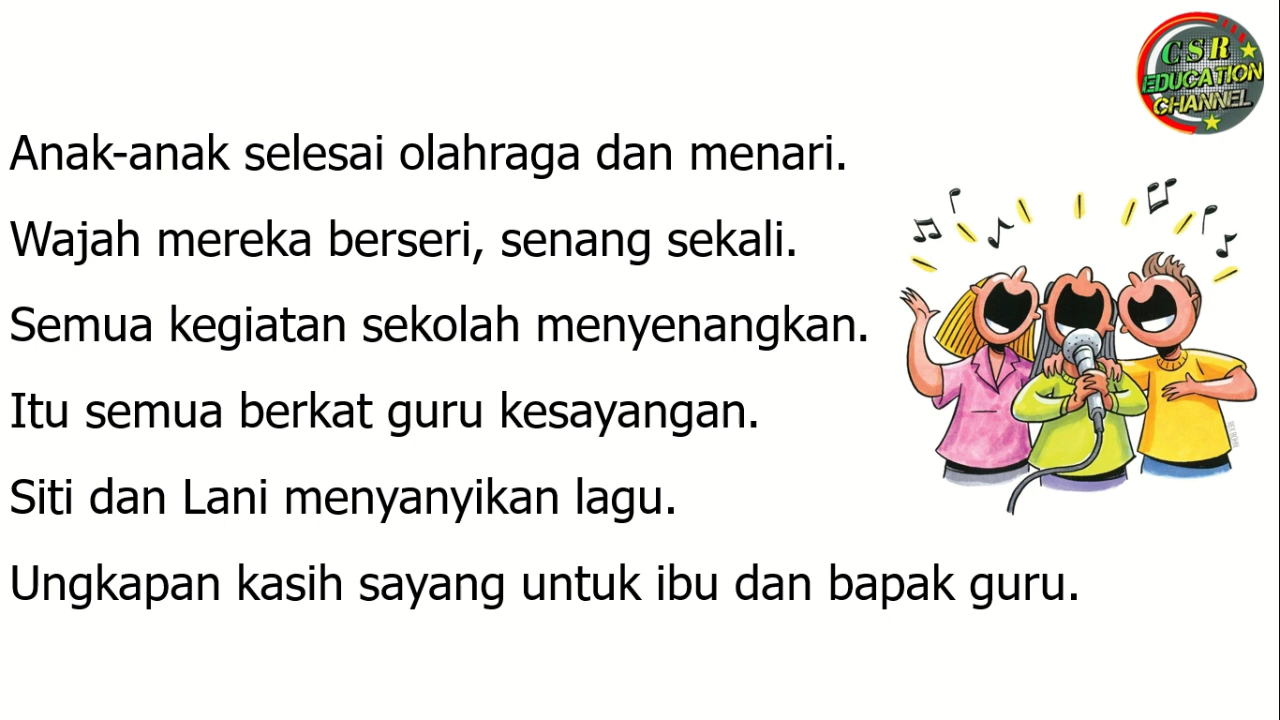 CSR
EDUCATION
CHANNEL
Anak-anak selesai olahraga dan menari.
Wajah mereka berseri, senang sekali.
Semua kegiatan sekolah menyenangkan.
Itu semua berkat guru kesayangan.
Siti dan Lani menyanyikan lagu.
Ungkapan kasih sayang untuk ibu dan bapak guru.